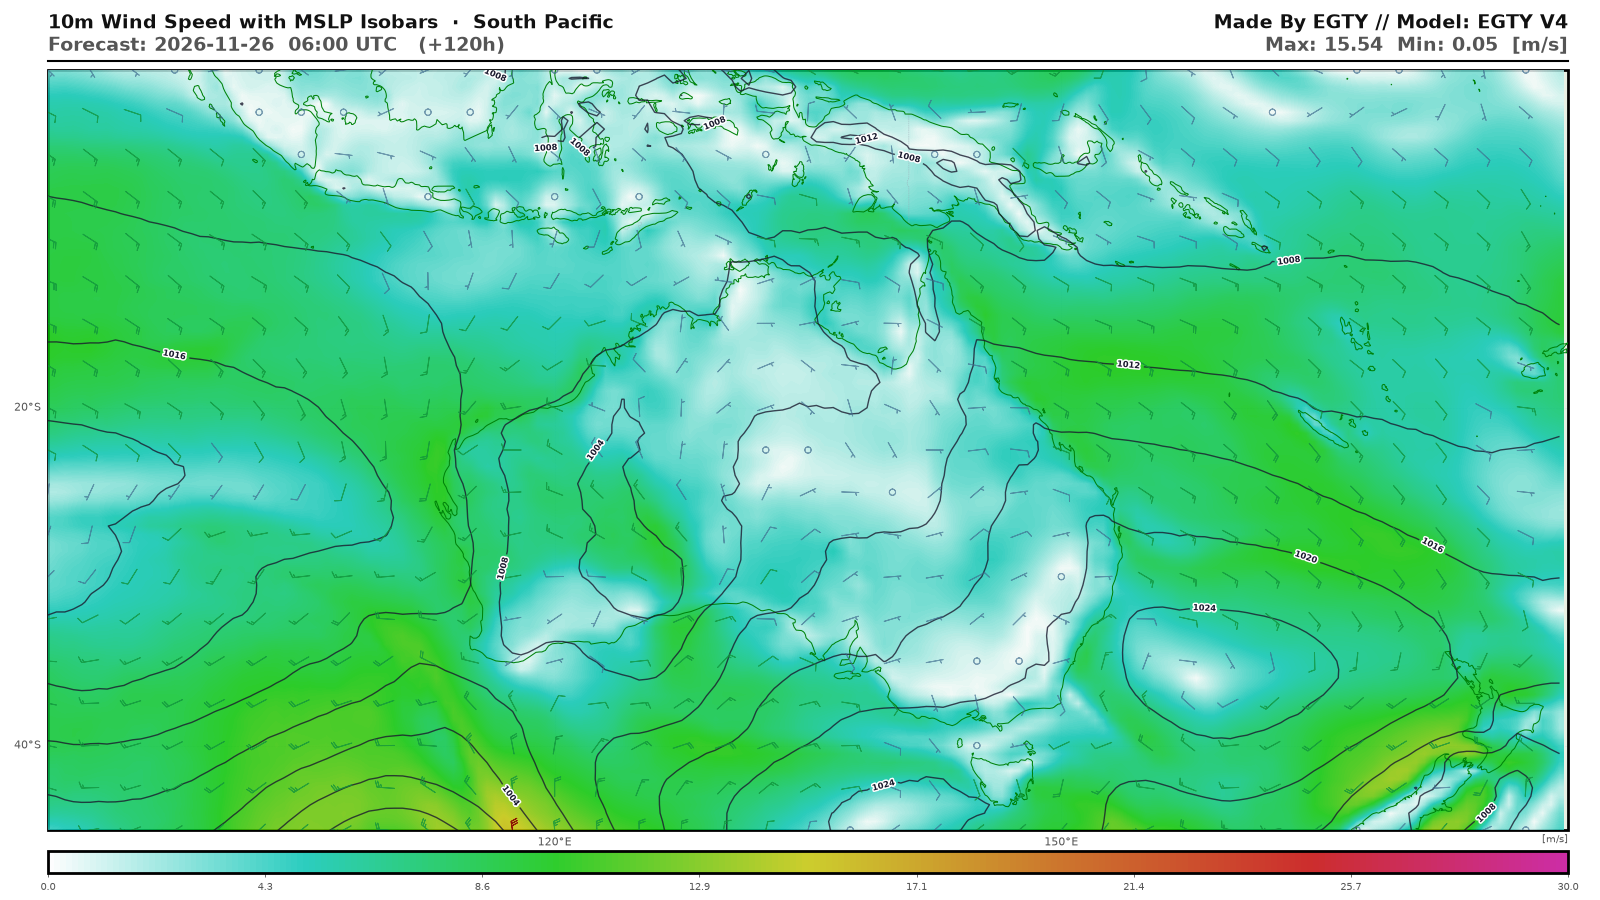 10m Wind Speed with MSLP Isobars · South Pacific
Made By EGTY // Model: EGTY V4
Forecast: 2026-11-26 06:00 UTC (+120h)
Max: 15.54 Min: 0.05 [m/s]
1008
1008
1012
1008
1008
1008
1008
1016
1012
20°S
1004
1016
1020
1008
1024
40°S
1024
1004
1008
120°E
150°E
[m/s]
0.0
4.3
8.6
12.9
17.1
21.4
25.7
30.0